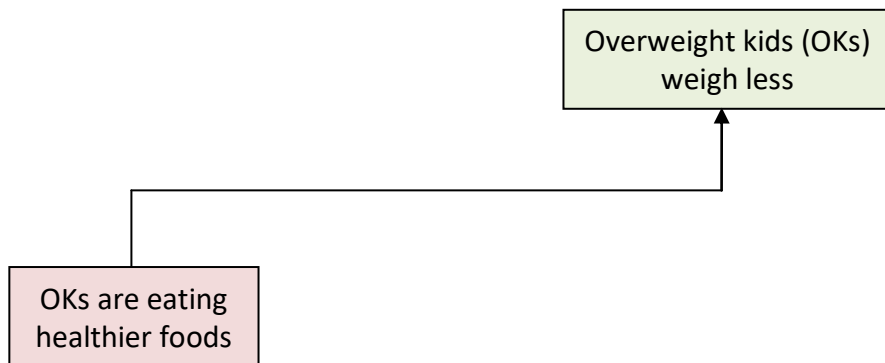 Overweight kids (OKs)
weigh less
OKs are eating
healthier foods